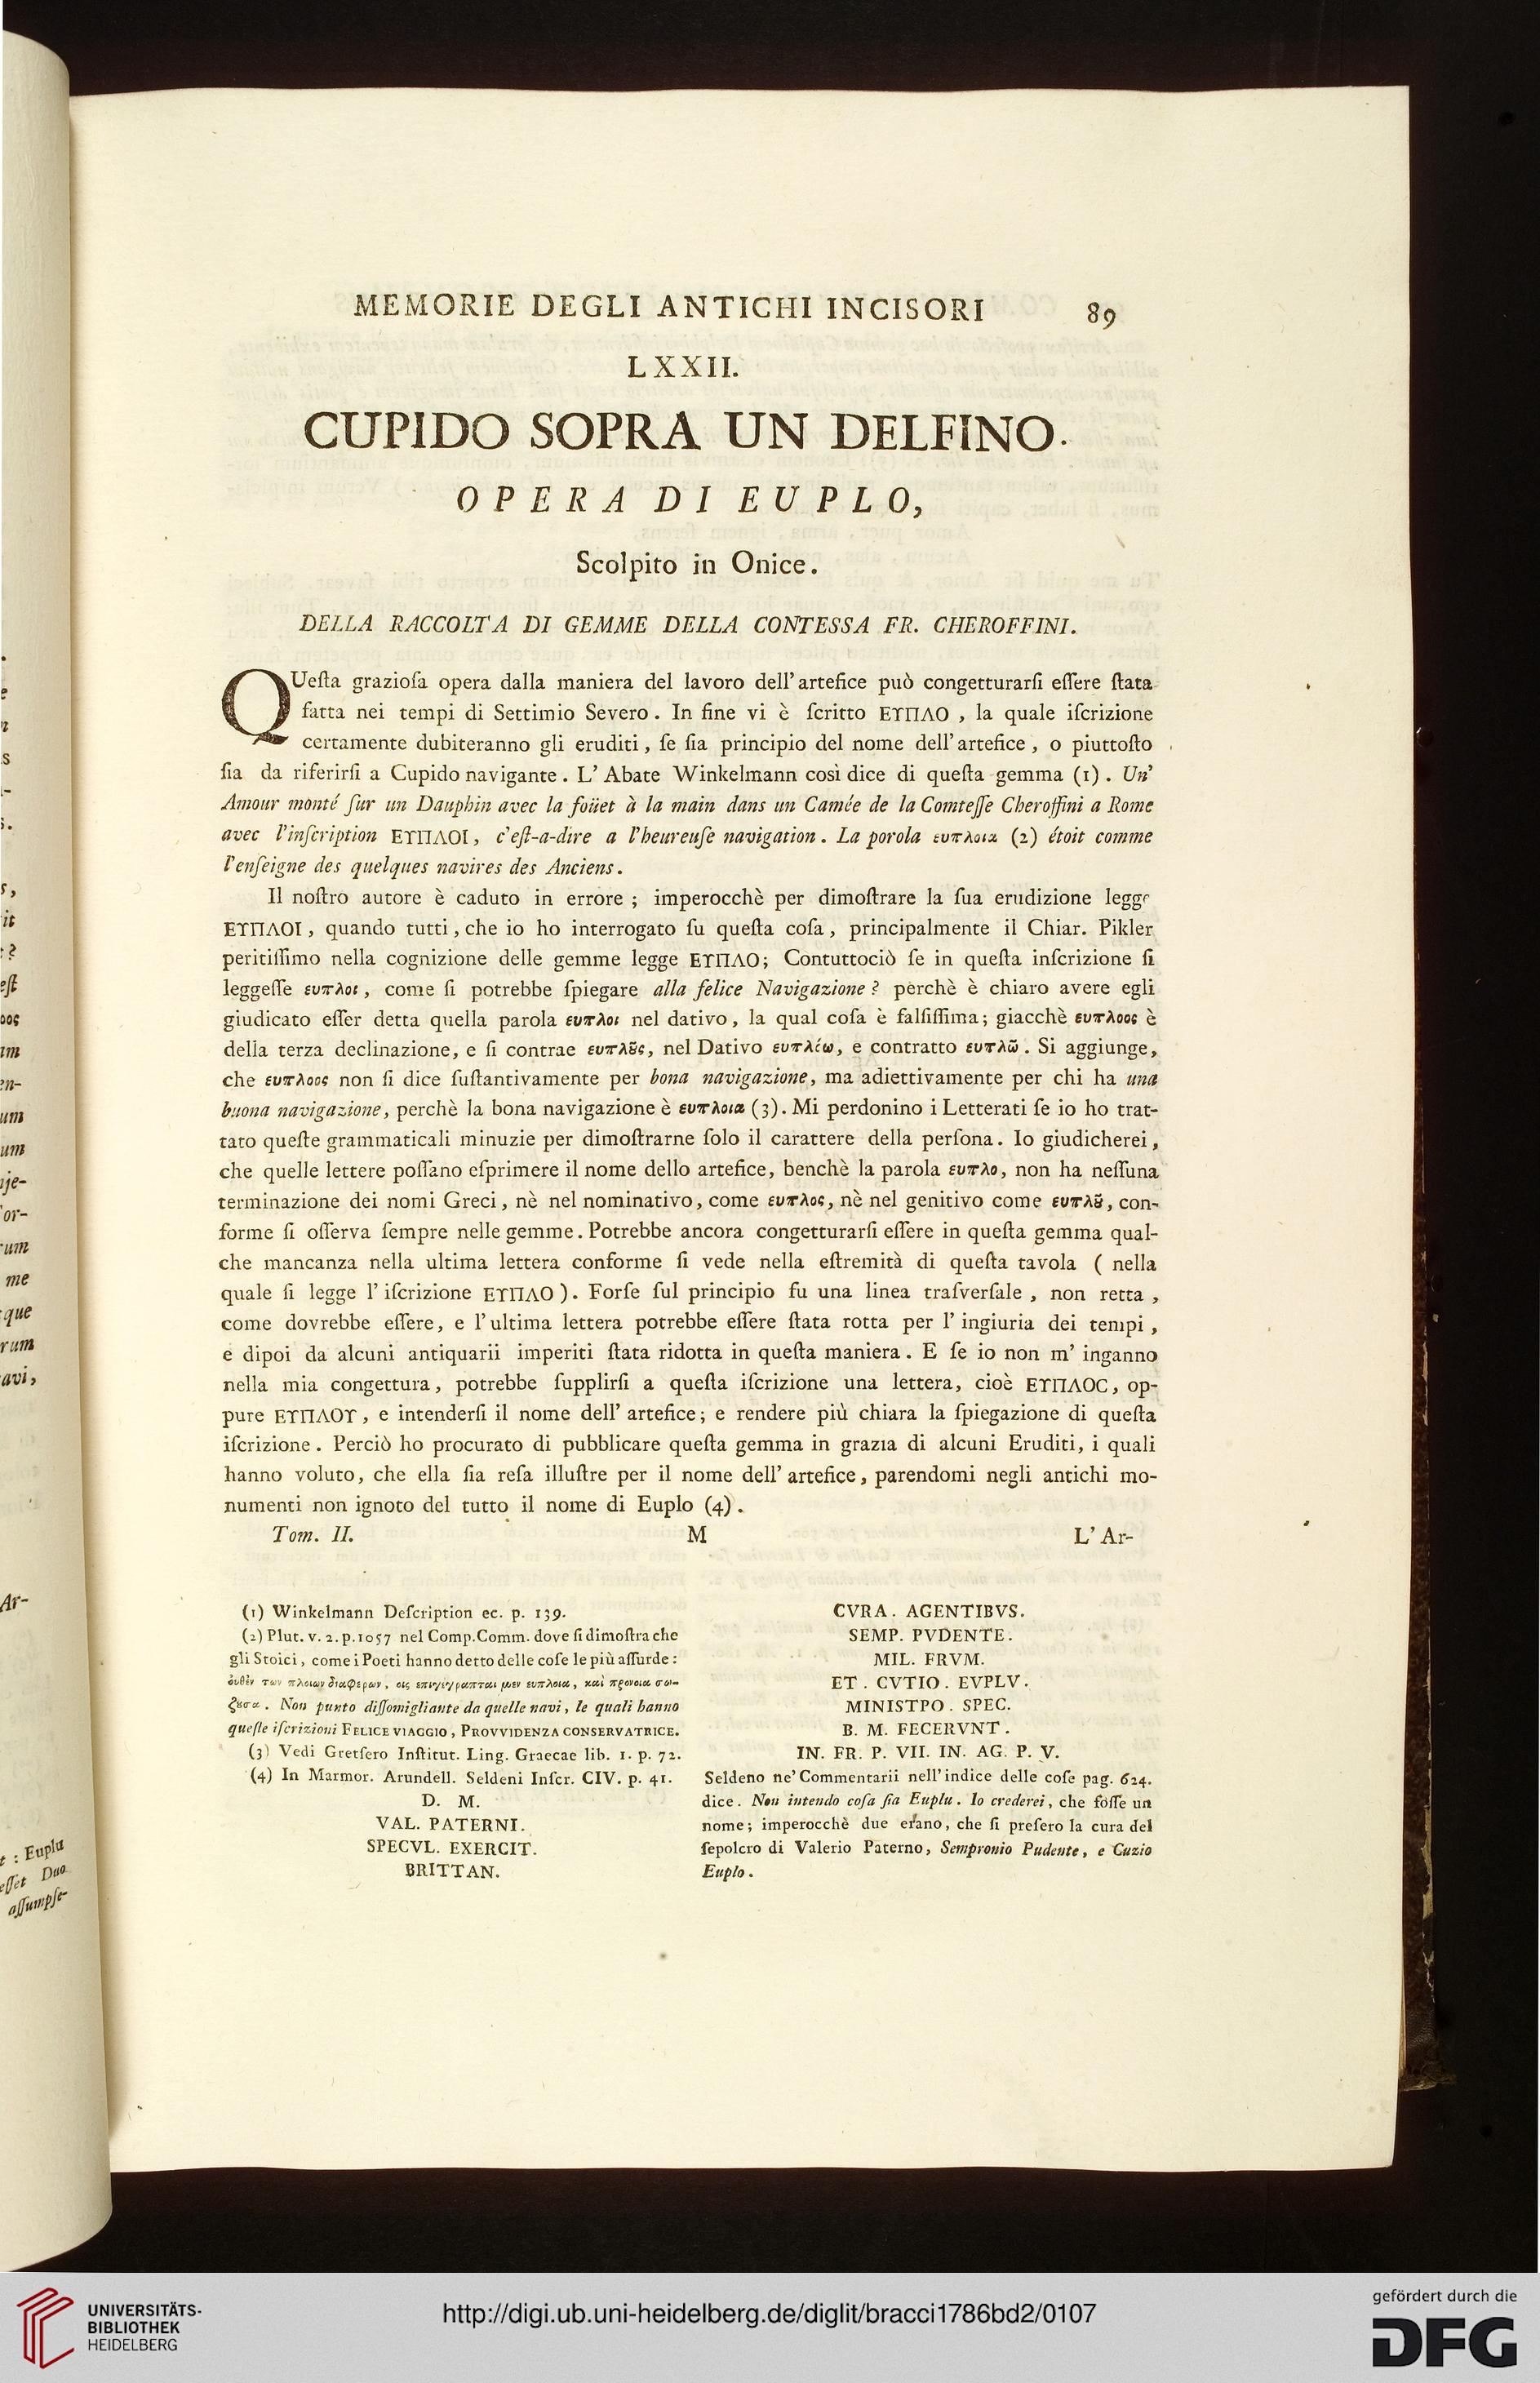 MEMORIE DEGLI ANTICHI INCISORI 89
LXXII.
CUPIDO SOPRA UN DELFINO.
OPERA DI EUPLO,
Scolpito in Onice.
DELLA RACCOLTA DI GEMME DELLA CONTESSA FR. CHEROFFINI.
QUeſta grazioſa opera dalla maniera del lavoro dell'artefice può congetturarſi eſſere ſtata
fatta nei tempi di Settimio Severo. In fine vi è ſcritto ΕΥΠΛΟ, la quale iſcrizione
certamente dubiteranno gli eruditi, ſe ſia principio del nome dell'artefice, o piuttoſto
ſia da riferirſi a Cupido navigante. L'Abate Winkelmann così dice di queſta gemma (1). Un'
Amour monté ſur un Dauphin avec la foüet à la main dans un Camée de la Comteſſe Cheroffini a Rome
avec l'inſcription ΕΥΠΛΟΙ, c'eſt-a-dire a l'heureuſe navigation. La porola ευπλοια (2) étoit comme
l'enſeigne des quelques navires des Anciens.
Il noſtro autore è caduto in errore; imperocchè per dimoſtrare la ſua erudizione legge
ΕΥΠΛΟΙ, quando tutti, che io ho interrogato ſu queſta coſa, principalmente il Chiar. Pikler
peritiſſimo nella cognizione delle gemme legge ΕΥΠΛΟ; Contuttociò ſe in queſta inſcrizione ſi
leggeſſe ευπλοι, come ſi potrebbe ſpiegare alla felice Navigazione? perchè è chiaro avere egli
giudicato eſſer detta quella parola ευπλοι nel dativo, la qual coſa è falſiſſima; giacchè ευπλοος è
della terza declinazione, e ſi contrae ευπλȣ͂ς, nel Dativo ευπλέω, e contratto ευπλῶ. Si aggiunge,
che ευπλοος non ſi dice ſuſtantivamente per bona navigazione, ma adiettivamente per chi ha una
buona navigazione, perchè la bona navigazione è ευπλοια (3). Mi perdonino i Letterati ſe io ho trat-
tato queſte grammaticali minuzie per dimoſtrarne ſolo il carattere della perſona. Io giudicherei,
che quelle lettere poſſano eſprimere il nome dello artefice, benchè la parola ευπλο, non ha neſſuna
terminazione dei nomi Greci, nè nel nominativo, come ευπλος, nè nel genitivo come ευπλȣ͂, con-
forme ſi oſſerva ſempre nelle gemme. Potrebbe ancora congetturarſi eſſere in queſta gemma qual-
che mancanza nella ultima lettera conforme ſi vede nella eſtremità di queſta tavola ( nella
quale ſi legge l'iſcrizione ΕΥΠΛΟ). Forſe ſul principio fu una linea traſverſale, non retta,
come dovrebbe eſſere, e l'ultima lettera potrebbe eſſere ſtata rotta per l'ingiuria dei tempi,
e dipoi da alcuni antiquarii imperiti ſtata ridotta in queſta maniera. E ſe io non m'inganno
nella mia congettura, potrebbe ſupplirſi a queſta iſcrizione una lettera, cioè ΕΥΠΛΟC, op-
pure ΕΥΠΛΟΥ, e intenderſi il nome dell'artefice; e rendere più chiara la ſpiegazione di queſta
iſcrizione. Perciò ho procurato di pubblicare queſta gemma in grazia di alcuni Eruditi, i quali
hanno voluto, che ella ſia reſa illuſtre per il nome dell'artefice, parendomi negli antichi mo-
numenti non ignoto del tutto il nome di Euplo (4).
Tom. II. M L'Ar-
(1) Winkelmann Deſcription ec. p. 139.
(2) Plut. v. 2. p. 1057 nel Comp. Comm. dove ſi dimoſtra che
gli Stoici, come i Poeti hanno detto delle coſe le più aſſurde:
ὀυθὲν των πλοιων διαφερων, οις επιγέγραπται μεν ευπλοια, καὶ προνοια σω-
ζȣσα. Non punto diſſomigliante da quelle navi, le quali hanno
queſle iſcrizioni FELICE VIAGGIO, PROVVIDENZA CONSERVATRICE.
(3) Vedi Gretſero Inſtitut. Ling. Graecae lib. 1. p. 72.
(4) In Marmor. Arundell. Seldeni Inſcr. CIV. p. 41.
D. M.
VAL. PATERNI.
SPECVL. EXERCIT.
BRITTAN.
CVRA. AGENTIBVS.
SEMP. PVDENTE.
MIL. FRVM.
ET. CVTIO. EVPLV.
MINISTPO. SPEC.
B. M. FECERVNT.
IN. FR. P. VII. IN. AG. P. V.
Seldeno ne'Commentarii nell'indice delle coſe pag. 624.
dice. Non intendo coſa ſia Euplu. Io crederei, che foſſe un
nome; imperocchè due erano, che ſi preſero la cura del
ſepolcro di Valerio Paterno, Sempronio Pudente, e Cuzio
Euplo.
UNIVERSITÄTS-
BIBLIOTHEK
HEIDELBERG
http://digi.ub.uni-heidelberg.de/diglit/bracci1786bd2/0107
gefördert durch die
DFG